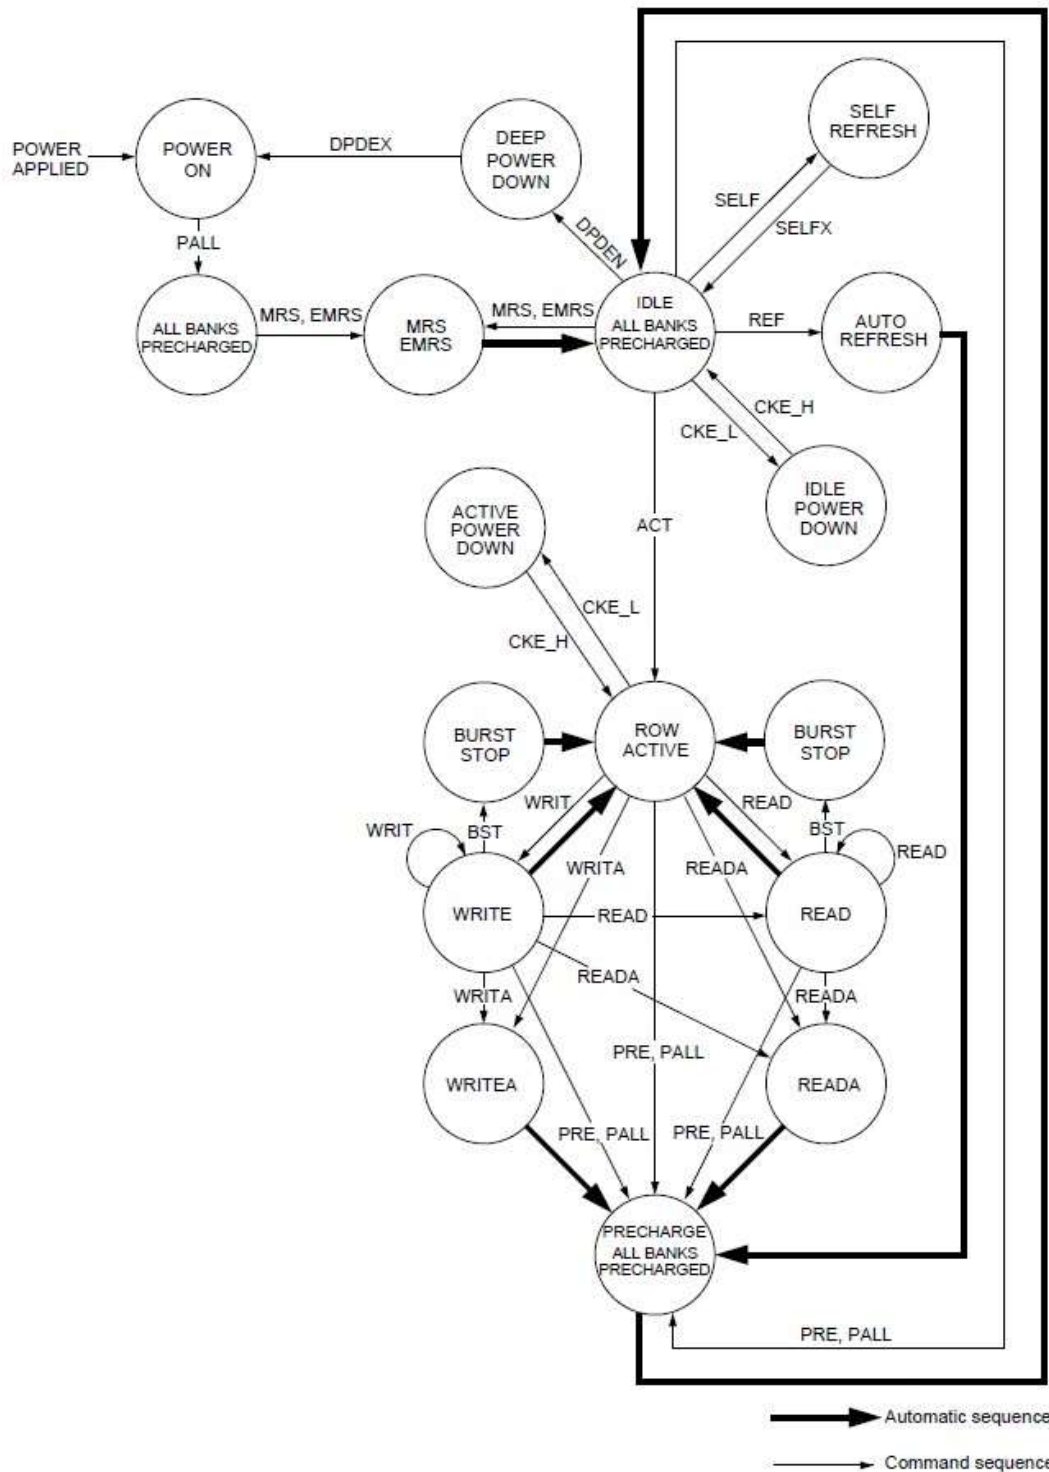 POWER
APPLIED
POWER
ON
DPDEX
DEEP
POWER
DOWN
SELF
REFRESH
SELF
SELFX
DPDEN
PALL
ALL BANKS
PRECHARGED
MRS, EMRS
MRS
EMRS
MRS, EMRS
IDLE
ALL BANKS
PRECHARGED
REF
AUTO
REFRESH
CKE_H
CKE_L
IDLE
POWER
DOWN
ACTIVE
POWER
DOWN
ACT
CKE_L
CKE_H
BURST
STOP
ROW
ACTIVE
BURST
STOP
WRIT
READ
WRIT
BST
BST
READ
WRITA
READA
WRITE
READ
READ
READA
WRITA
READA
PRE, PALL
WRITEA
READA
PRE, PALL
PRE, PALL
PRECHARGE
ALL BANKS
PRECHARGED
PRE, PALL
Automatic sequence
Command sequence